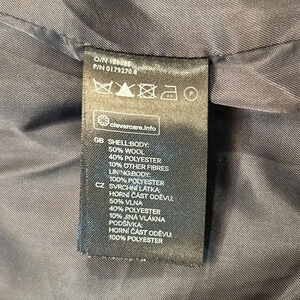 O/N 186388
P/N 0179270 8
clevercare.info
GB SHELL:BODY:
50% WOOL
40% POLYESTER
10% OTHER FIBRES
LINING:BODY:
100% POLYESTER
CZ SVRCHNÍ LÁTKA:
HORNÍ ČÁST ODĚVU:
50% VLNA
40% POLYESTER
10% JINÁ VLÁKNA
PODŠÍVKA:
HORNÍ ČÁST ODĚVU:
100% POLYESTER